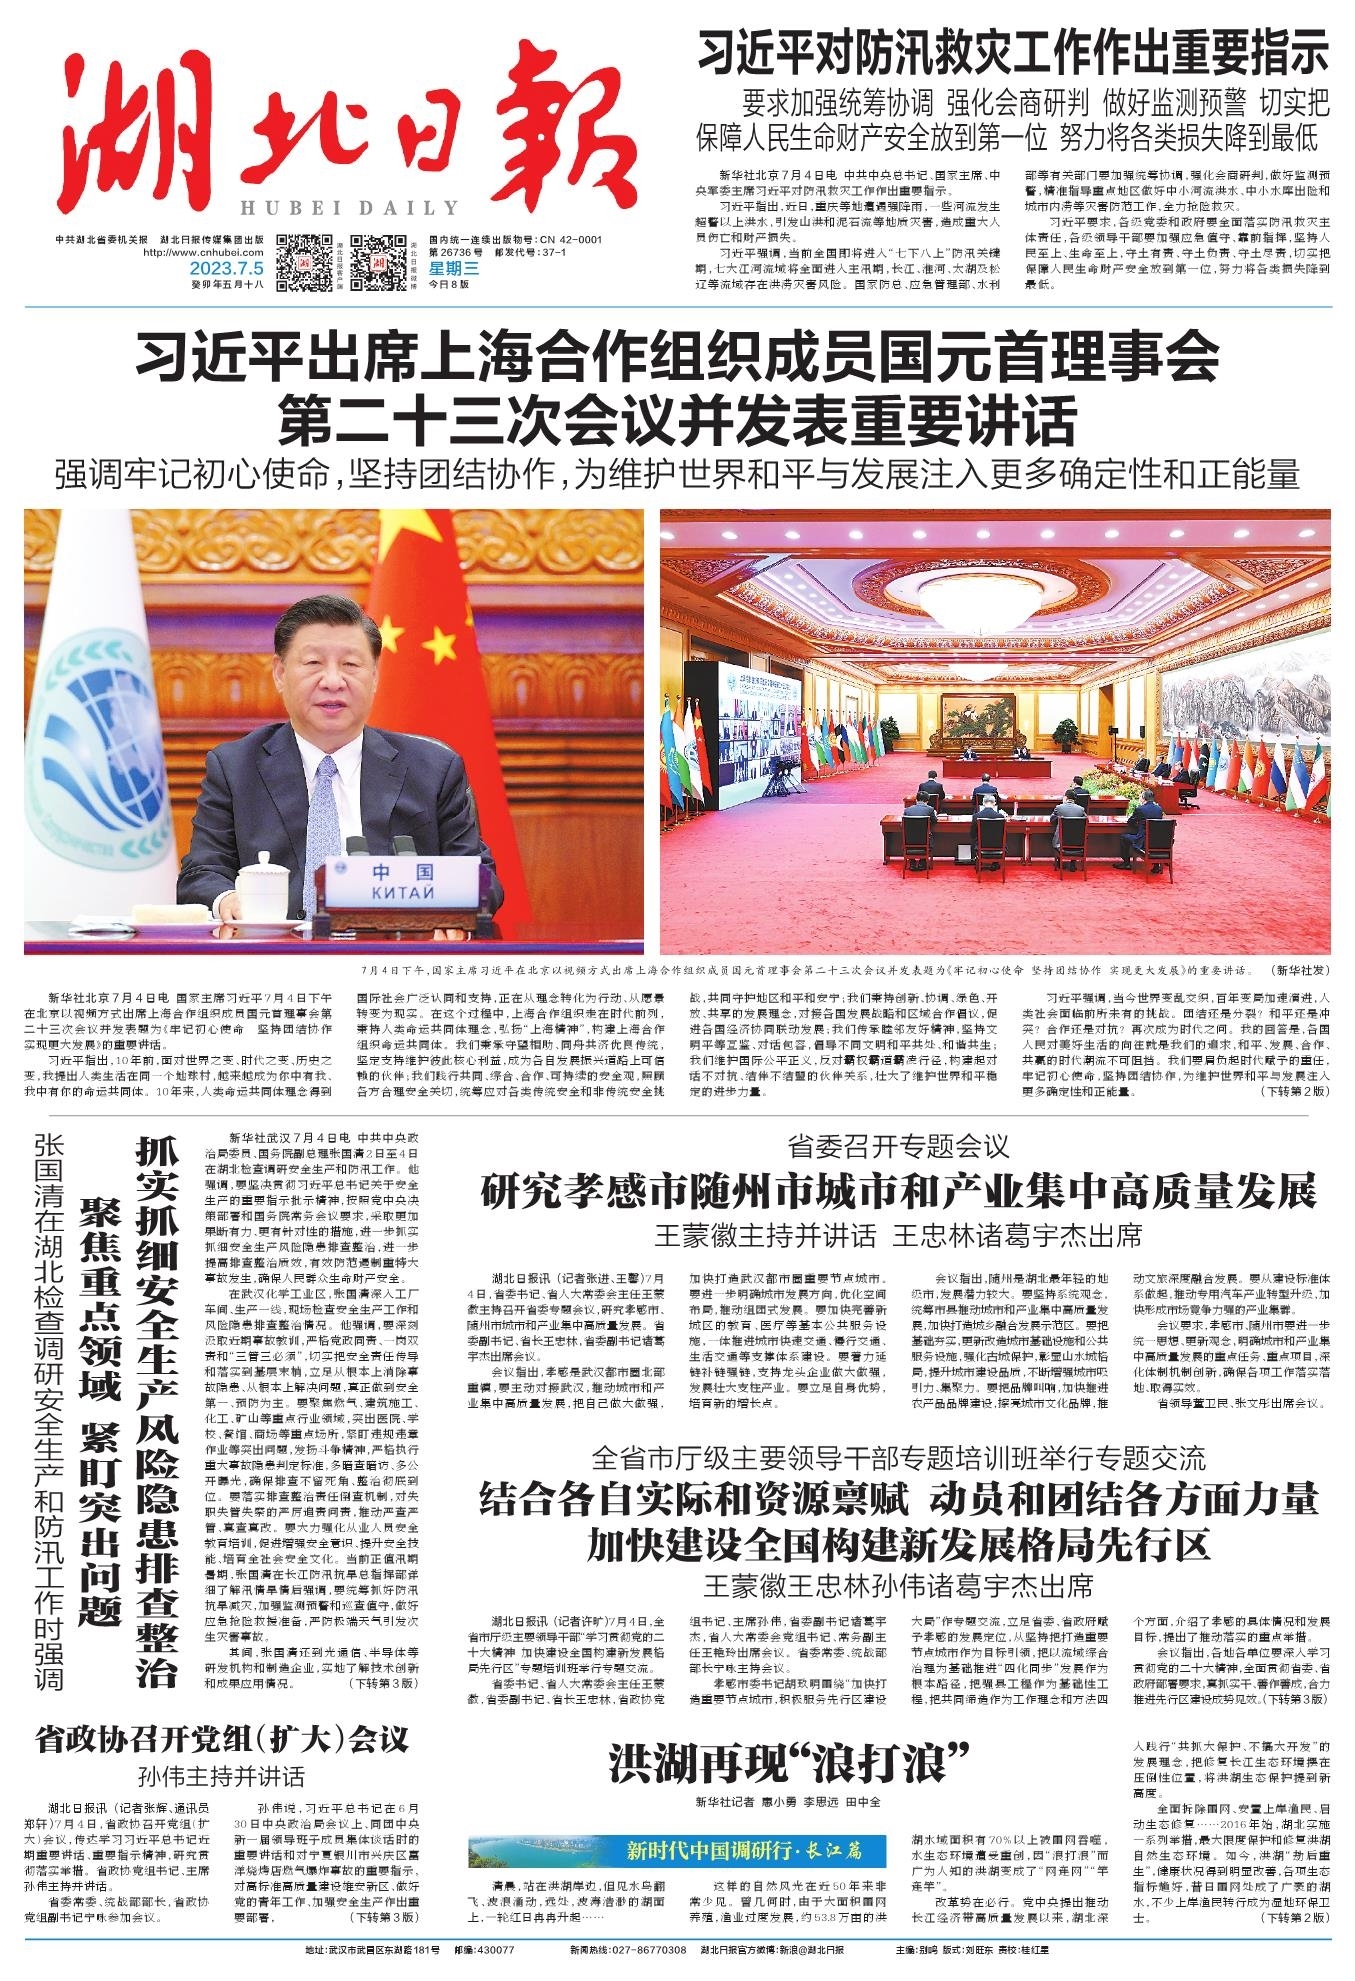 湖北日報
HUBEI DAILY
中共湖北省委机关报 湖北日报传媒集团出版
http://www.cnhubei.com
2023.7.5
癸卯年五月十八
湖北日报客户端
湖北日报微博
国内统一连续出版物号:CN 42-0001
第26736号 邮发代号:37-1
星期三
今日8版
习近平对防汛救灾工作作出重要指示
要求加强统筹协调 强化会商研判 做好监测预警 切实把
保障人民生命财产安全放到第一位 努力将各类损失降到最低
新华社北京7月4日电 中共中央总书记、国家主席、中
央军委主席习近平对防汛救灾工作作出重要指示。
习近平指出,近日,重庆等地遭遇强降雨,一些河流发生
超警以上洪水,引发山洪和泥石流等地质灾害,造成重大人
员伤亡和财产损失。
习近平强调,当前全国即将进入“七下八上”防汛关键
期,七大江河流域将全面进入主汛期,长江、淮河、太湖及松
辽等流域存在洪涝灾害风险。国家防总、应急管理部、水利
部等有关部门要加强统筹协调,强化会商研判,做好监测预
警,精准指导重点地区做好中小河流洪水、中小水库出险和
城市内涝等灾害防范工作,全力抢险救灾。
习近平要求,各级党委和政府要全面落实防汛救灾主
体责任,各级领导干部要加强应急值守、靠前指挥,坚持人
民至上、生命至上,守土有责、守土负责、守土尽责,切实把
保障人民生命财产安全放到第一位,努力将各类损失降到
最低。
习近平出席上海合作组织成员国元首理事会
第二十三次会议并发表重要讲话
强调牢记初心使命,坚持团结协作,为维护世界和平与发展注入更多确定性和正能量
中国
КИТАЙ
7月4日下午,国家主席习近平在北京以视频方式出席上海合作组织成员国元首理事会第二十三次会议并发表题为《牢记初心使命 坚持团结协作 实现更大发展》的重要讲话。 (新华社发)
新华社北京7月4日电 国家主席习近平7月4日下午
在北京以视频方式出席上海合作组织成员国元首理事会第
二十三次会议并发表题为《牢记初心使命 坚持团结协作
实现更大发展》的重要讲话。
习近平指出,10年前,面对世界之变、时代之变、历史之
变,我提出人类生活在同一个地球村,越来越成为你中有我、
我中有你的命运共同体。10年来,人类命运共同体理念得到
国际社会广泛认同和支持,正在从理念转化为行动、从愿景
转变为现实。在这个过程中,上海合作组织走在时代前列,
秉持人类命运共同体理念,弘扬“上海精神”,构建上海合作
组织命运共同体。我们秉承守望相助、同舟共济优良传统,
坚定支持维护彼此核心利益,成为各自发展振兴道路上可信
赖的伙伴;我们践行共同、综合、合作、可持续的安全观,照顾
各方合理安全关切,统筹应对各类传统安全和非传统安全挑
战,共同守护地区和平和安宁;我们秉持创新、协调、绿色、开
放、共享的发展理念,对接各国发展战略和区域合作倡议,促
进各国经济协同联动发展;我们传承睦邻友好精神,坚持文
明平等互鉴、对话包容,倡导不同文明和平共处、和谐共生;
我们维护国际公平正义,反对霸权霸道霸凌行径,构建起对
话不对抗、结伴不结盟的伙伴关系,壮大了维护世界和平稳
定的进步力量。
习近平强调,当今世界变乱交织,百年变局加速演进,人
类社会面临前所未有的挑战。团结还是分裂?和平还是冲
突?合作还是对抗?再次成为时代之问。我的回答是,各国
人民对美好生活的向往就是我们的追求,和平、发展、合作、
共赢的时代潮流不可阻挡。我们要肩负起时代赋予的重任,
牢记初心使命,坚持团结协作,为维护世界和平与发展注入
更多确定性和正能量。 (下转第2版)
张国清在湖北检查调研安全生产和防汛工作时强调
抓实抓细安全生产风险隐患排查整治
聚焦重点领域 紧盯突出问题
新华社武汉7月4日电 中共中央政
治局委员、国务院副总理张国清2日至4日
在湖北检查调研安全生产和防汛工作。他
强调,要坚决贯彻习近平总书记关于安全
生产的重要指示批示精神,按照党中央决
策部署和国务院常务会议要求,采取更加
果断有力、更有针对性的措施,进一步抓实
抓细安全生产风险隐患排查整治,进一步
提高排查整治质效,有效防范遏制重特大
事故发生,确保人民群众生命财产安全。
在武汉化学工业区,张国清深入工厂
车间、生产一线,现场检查安全生产工作和
风险隐患排查整治情况。他强调,要深刻
汲取近期事故教训,严格党政同责、一岗双
责和“三管三必须”,切实把安全责任传导
和落实到基层末梢,立足从根本上消除事
故隐患、从根本上解决问题,真正做到安全
第一、预防为主。要聚焦燃气、建筑施工、
化工、矿山等重点行业领域,突出医院、学
校、餐馆、商场等重点场所,紧盯违规违章
作业等突出问题,发扬斗争精神,严格执行
重大事故隐患判定标准,多暗查暗访、多公
开曝光,确保排查不留死角、整治彻底到
位。要落实排查整治责任倒查机制,对失
职失管失察的严厉追责问责,推动严查严
管、真查真改。要大力强化从业人员安全
教育培训,促进增强安全意识、提升安全技
能、培育全社会安全文化。当前正值汛期
暑期,张国清在长江防汛抗旱总指挥部详
细了解汛情旱情后强调,要统筹抓好防汛
抗旱减灾,加强监测预警和巡查值守,做好
应急抢险救援准备,严防极端天气引发次
生灾害事故。
其间,张国清还到光通信、半导体等
研发机构和制造企业,实地了解技术创新
和成果应用情况。 (下转第3版)
省委召开专题会议
研究孝感市随州市城市和产业集中高质量发展
王蒙徽主持并讲话 王忠林诸葛宇杰出席
湖北日报讯(记者张进、王馨)7月
4日,省委书记、省人大常委会主任王蒙
徽主持召开省委专题会议,研究孝感市、
随州市城市和产业集中高质量发展。省
委副书记、省长王忠林,省委副书记诸葛
宇杰出席会议。
会议指出,孝感是武汉都市圈北部
重镇,要主动对接武汉,推动城市和产
业集中高质量发展,把自己做大做强,
加快打造武汉都市圈重要节点城市。
要进一步明确城市发展方向,优化空间
布局,推动组团式发展。要加快完善新
城区的教育、医疗等基本公共服务设
施,一体推进城市快速交通、慢行交通、
生活交通等支撑体系建设。要着力延
链补链强链,支持龙头企业做大做强,
发展壮大支柱产业。要立足自身优势,
培育新的增长点。
会议指出,随州是湖北最年轻的地
级市,发展潜力较大。要坚持系统观念,
统筹市县推动城市和产业集中高质量发
展,加快打造城乡融合发展示范区。要把
基础夯实,更新改造城市基础设施和公共
服务设施,强化古城保护,彰显山水城格
局,提升城市建设品质,不断增强城市吸
引力、集聚力。要把品牌叫响,加快推进
农产品品牌建设,擦亮城市文化品牌,推
动文旅深度融合发展。要从建设标准体
系做起,推动专用汽车产业转型升级,加
快形成市场竞争力强的产业集群。
会议要求,孝感市、随州市要进一步
统一思想、更新观念,明确城市和产业集
中高质量发展的重点任务、重点项目,深
化体制机制创新,确保各项工作落实落
地、取得实效。
省领导董卫民、张文彤出席会议。
全省市厅级主要领导干部专题培训班举行专题交流
结合各自实际和资源禀赋 动员和团结各方面力量
加快建设全国构建新发展格局先行区
王蒙徽王忠林孙伟诸葛宇杰出席
湖北日报讯(记者许旷)7月4日,全
省市厅级主要领导干部“学习贯彻党的二
十大精神 加快建设全国构建新发展格
局先行区”专题培训班举行专题交流。
省委书记、省人大常委会主任王蒙
徽,省委副书记、省长王忠林,省政协党
组书记、主席孙伟,省委副书记诸葛宇
杰,省人大常委会党组书记、常务副主
任王艳玲出席会议。省委常委、统战部
部长宁咏主持会议。
孝感市委书记胡玖明围绕“加快打
造重要节点城市,积极服务先行区建设
大局”作专题交流,立足省委、省政府赋
予孝感的发展定位,从坚持把打造重要
节点城市作为目标引领,把以流域综合
治理为基础推进“四化同步”发展作为
根本路径,把强县工程作为基础性工
程,把共同缔造作为工作理念和方法四
个方面,介绍了孝感的具体情况和发展
目标,提出了推动落实的重点举措。
会议指出,各地各单位要深入学习
贯彻党的二十大精神,全面贯彻省委、省
政府部署要求,真抓实干、善作善成,合力
推进先行区建设成势见效。(下转第3版)
省政协召开党组(扩大)会议
孙伟主持并讲话
湖北日报讯(记者张辉、通讯员
郑轩)7月4日,省政协召开党组(扩
大)会议,传达学习习近平总书记近
期重要讲话、重要指示精神,研究贯
彻落实举措。省政协党组书记、主席
孙伟主持并讲话。
省委常委、统战部部长,省政协
党组副书记宁咏参加会议。
孙伟说,习近平总书记在6月
30日中央政治局会议上、同团中央
新一届领导班子成员集体谈话时的
重要讲话和对宁夏银川市兴庆区富
洋烧烤店燃气爆炸事故的重要指示,
对高标准高质量建设雄安新区、做好
党的青年工作、加强安全生产作出重
要部署, (下转第3版)
洪湖再现“浪打浪”
新华社记者 惠小勇 李思远 田中全
新时代中国调研行·长江篇
清晨,站在洪湖岸边,但见水鸟翻
飞、波浪涌动,远处,波海浩渺的湖面
上,一轮红日冉冉升起……
这样的自然风光在近50年来非
常少见。曾几何时,由于大面积围网
养殖,渔业过度发展,约53.8万亩的洪
湖水域面积有70%以上被围网吞噬,
水生态环境遭受重创,因“浪打浪”而
广为人知的洪湖变成了“网连网”“竿
连竿”。
改革势在必行。党中央提出推动
长江经济带高质量发展以来,湖北深
入践行“共抓大保护、不搞大开发”的
发展理念,把修复长江生态环境摆在
压倒性位置,将洪湖生态保护提到新
高度。
全面拆除围网、安置上岸渔民、启
动生态修复……2016年始,湖北实施
一系列举措,最大限度保护和修复洪湖
自然生态环境。如今,洪湖“劫后重
生”,健康状况得到明显改善,各项生态
指标趋好,昔日围网处成了广袤的湖
水,不少上岸渔民转行成为湿地环保卫
士。 (下转第2版)
地址:武汉市武昌区东湖路181号 邮编:430077 新闻热线:027-86770308 湖北日报官方微博:新浪@湖北日报 主编:别鸣 版式:刘旺东 责校:桂红星